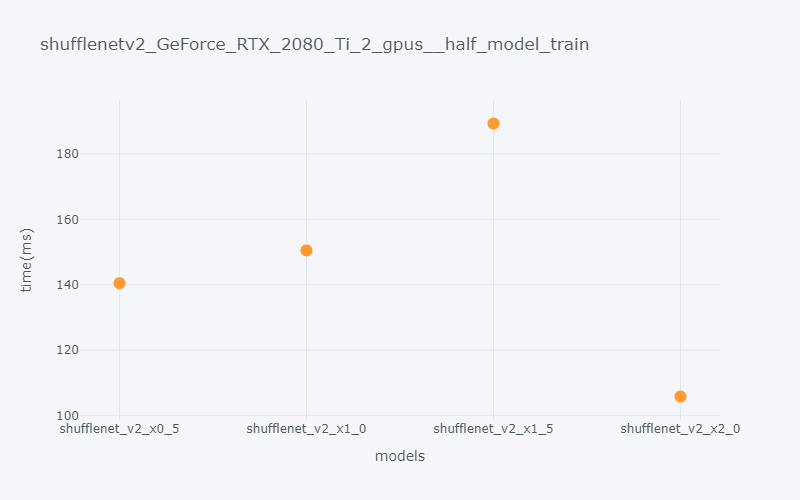 shufflenetv2_GeForce_RTX_2080_Ti_2_gpus__half_model_train
time(ms)
180
160
140
120
100
shufflenet_v2_x0_5 shufflenet_v2_x1_0 shufflenet_v2_x1_5 shufflenet_v2_x2_0
models